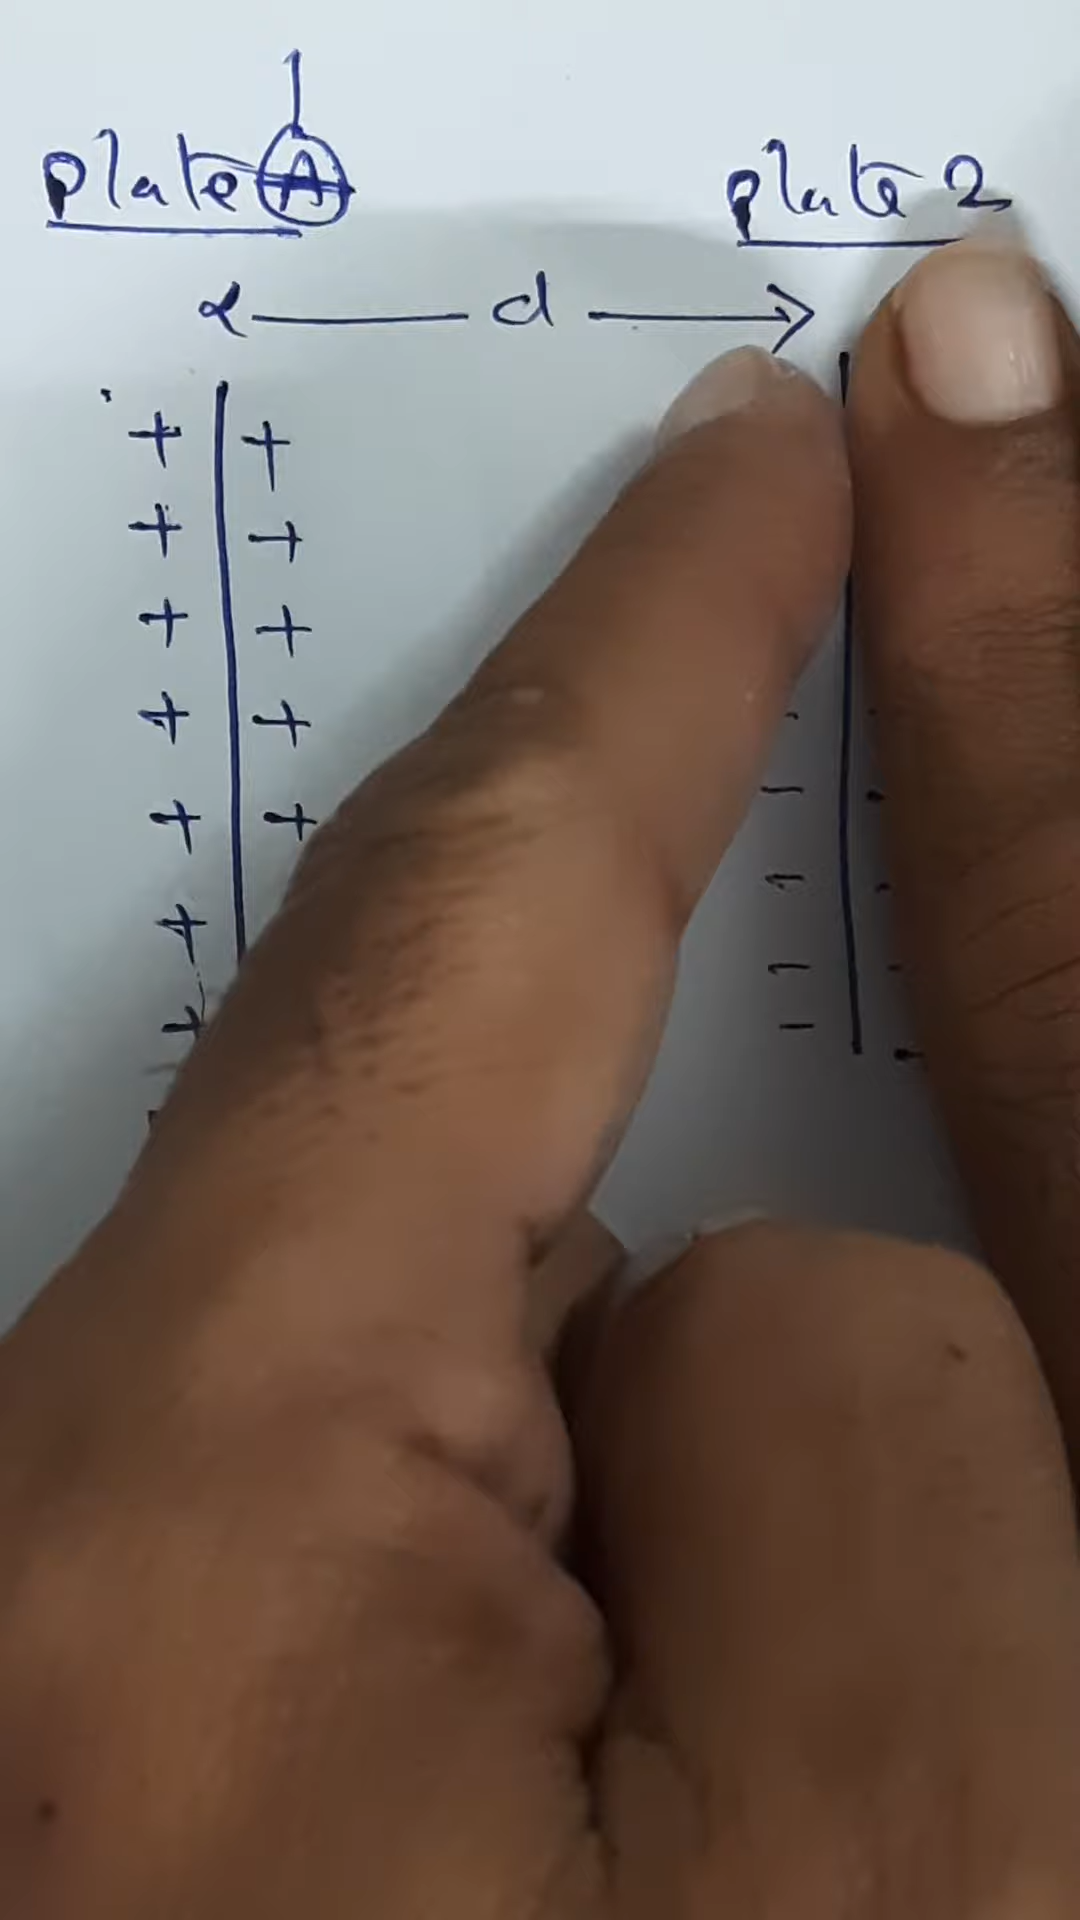 1
Plate A
plate 2
d
+ +
+ +
+ +
+ +
+ + -
+ -
+ -
-